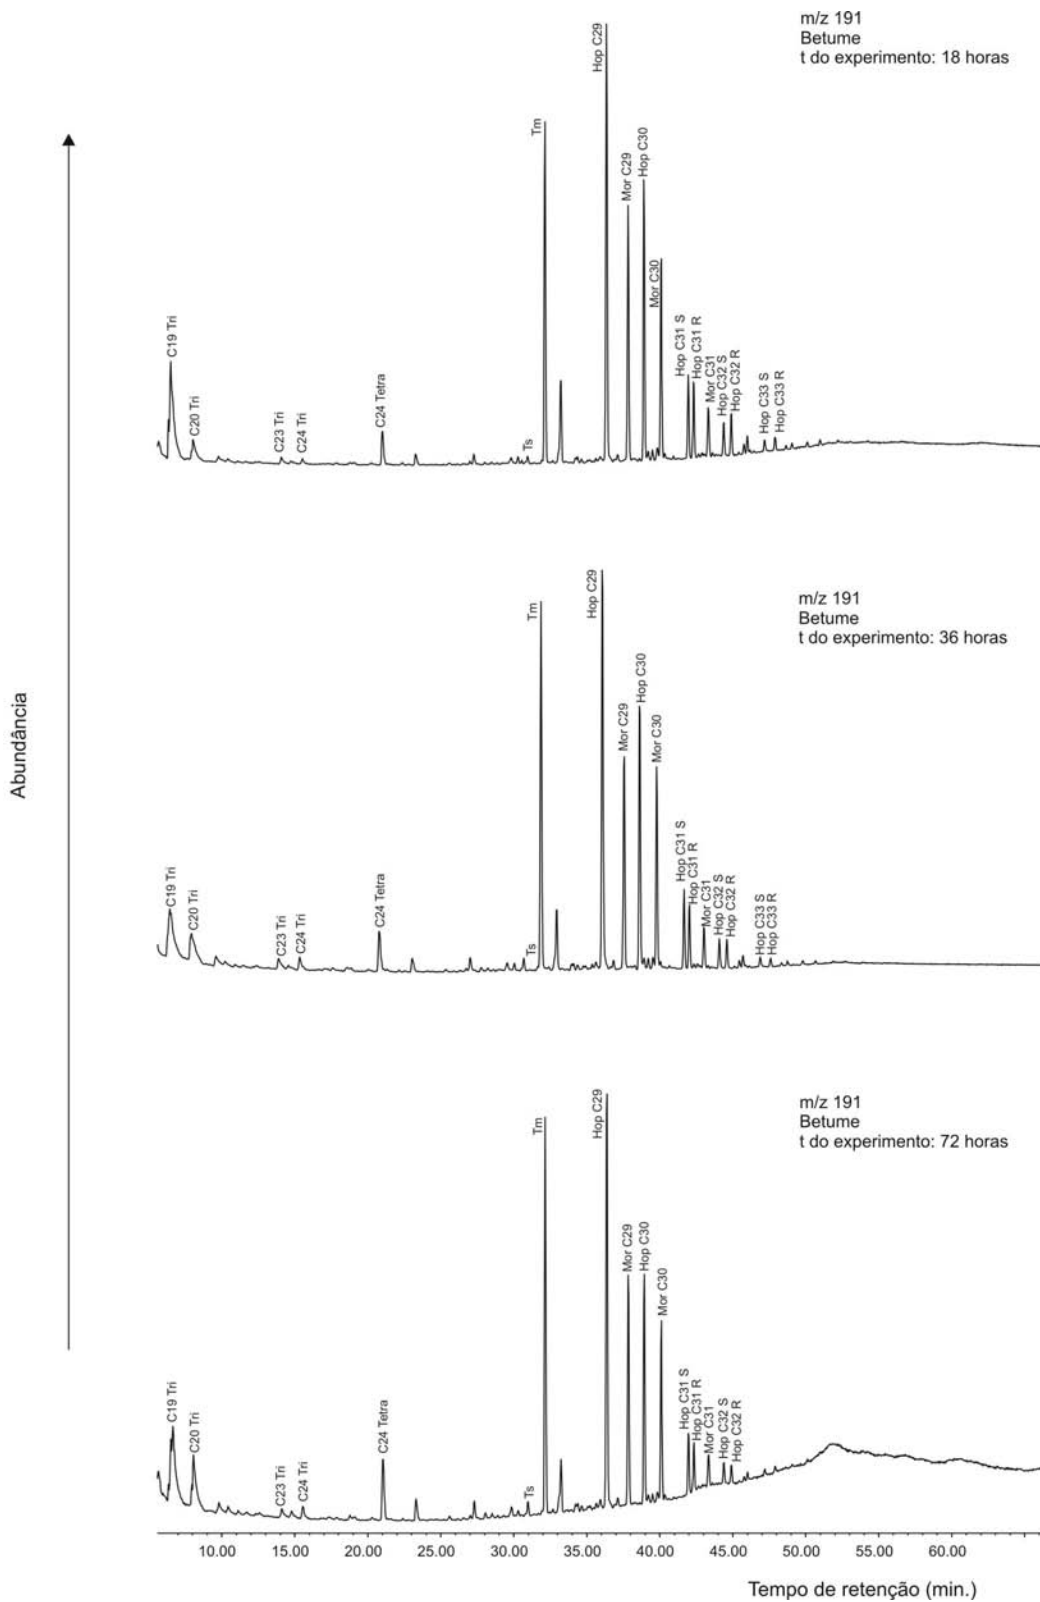 m/z 191
Betume
t do experimento: 18 horas
Hop C29
Tm
Mor C29
Hop C30
Mor C30
C19 Tri
C20 Tri
C23 Tri
C24 Tri
C24 Tetra
Ts
Hop C31 S
Hop C31 R
Mor C31
Hop C32 S
Hop C32 R
Hop C33 S
Hop C33 R
m/z 191
Betume
t do experimento: 36 horas
Hop C29
Tm
Mor C29
Hop C30
Mor C30
C19 Tri
C20 Tri
C23 Tri
C24 Tri
C24 Tetra
Ts
Hop C31 S
Hop C31 R
Mor C31
Hop C32 S
Hop C32 R
Hop C33 S
Hop C33 R
Abundância
m/z 191
Betume
t do experimento: 72 horas
Hop C29
Tm
Mor C29
Hop C30
Mor C30
C19 Tri
C20 Tri
C23 Tri
C24 Tri
C24 Tetra
Ts
Hop C31 S
Hop C31 R
Mor C31
Hop C32 S
Hop C32 R
10.00 15.00 20.00 25.00 30.00 35.00 40.00 45.00 50.00 55.00 60.00
Tempo de retenção (min.)